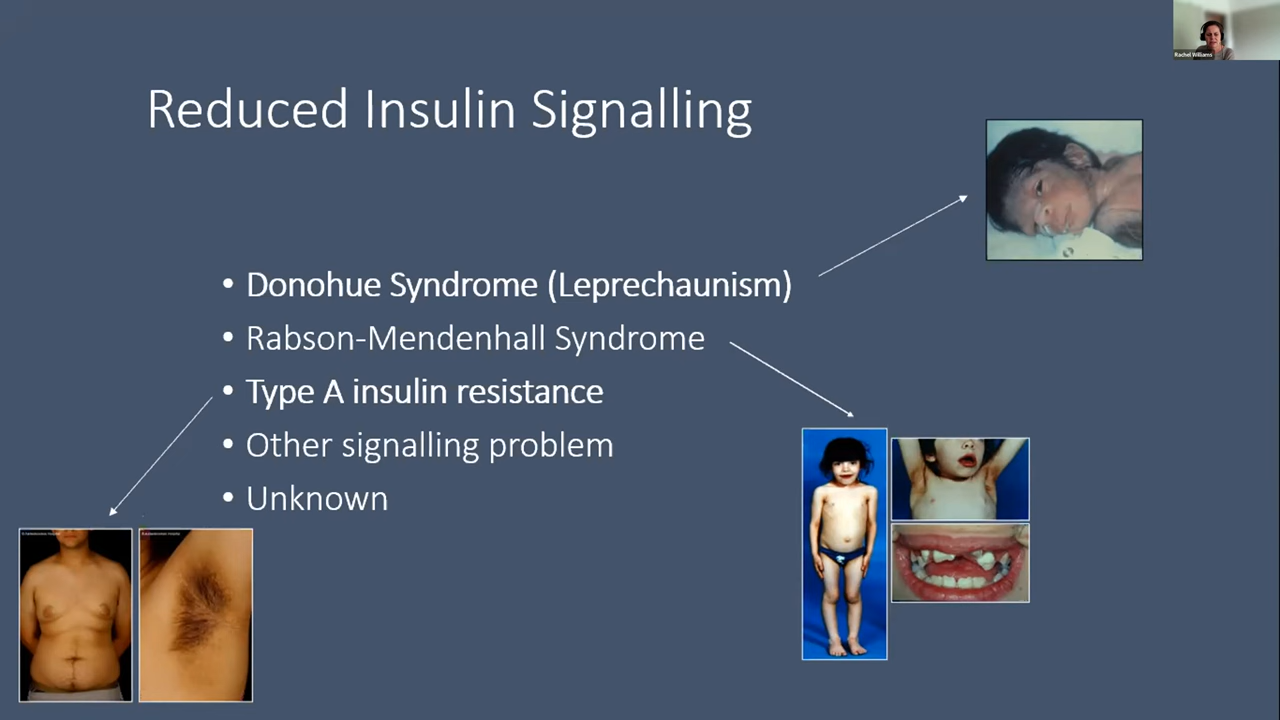 Rachel Williams
Reduced Insulin Signalling
• Donohue Syndrome (Leprechaunism)
• Rabson-Mendenhall Syndrome
• Type A insulin resistance
• Other signalling problem
• Unknown